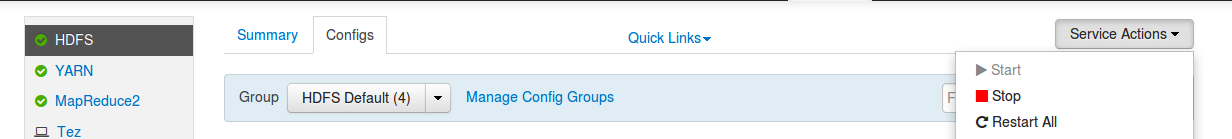 HDFS
YARN
MapReduce2
Tez
Summary
Configs
Quick Links
Service Actions
Group
HDFS Default (4)
Manage Config Groups
Start
Stop
Restart All